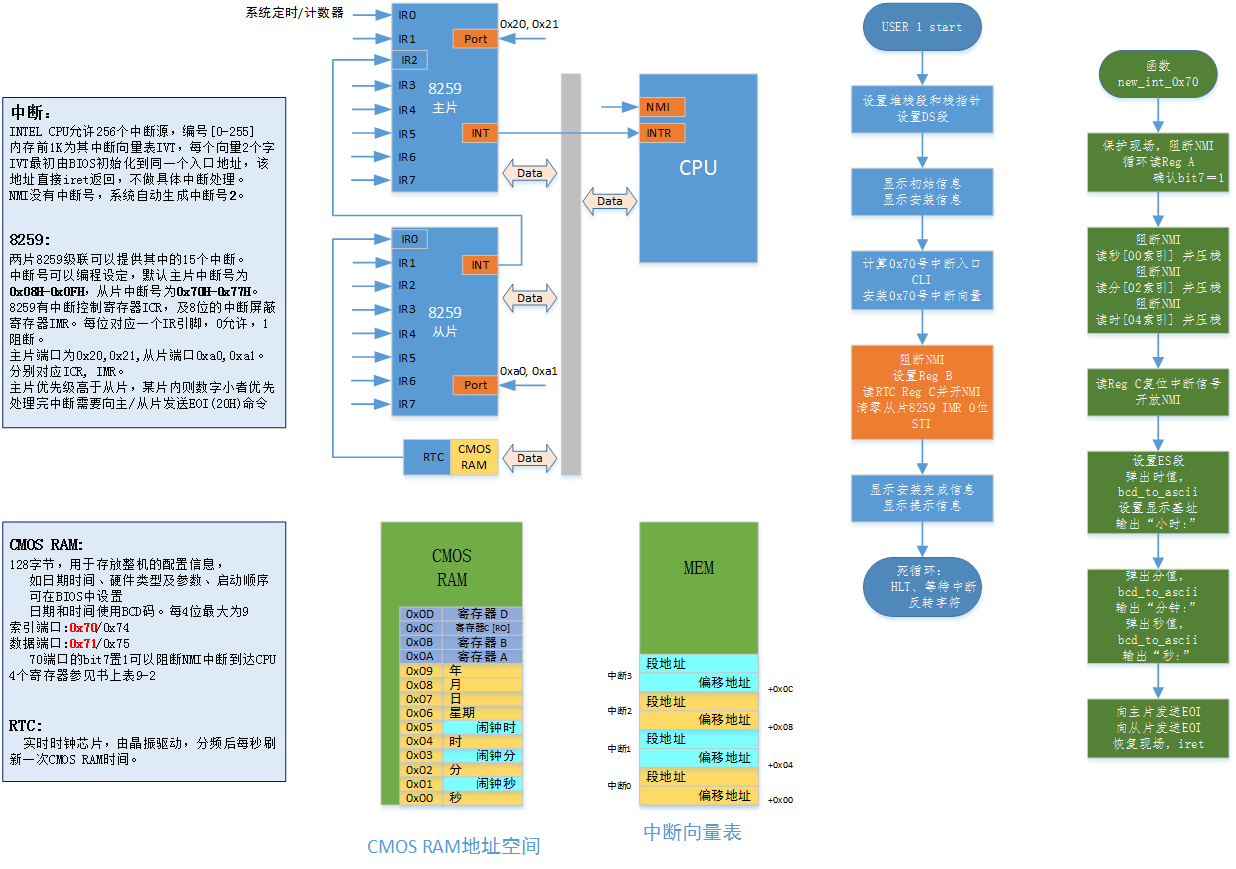 中断：
INTEL CPU允许256个中断源，编号[0-255]
内存前1K为其中断向量表IVT，每个向量2个字
IVT最初由BIOS初始化到同一个入口地址，该
地址直接iret返回，不做具体中断处理。
NMI没有中断号，系统自动生成中断号2。
8259:
两片8259级联可以提供其中的15个中断。
中断号可以编程设定，默认主片中断号为
0x08H-0x0FH，从片中断号为0x70H-0x77H。
8259有中断控制寄存器ICR，及8位的中断屏蔽
寄存器IMR。每位对应一个IR引脚，0允许，1
阻断。
主片端口为0x20,0x21,从片端口0xa0,0xa1。
分别对应ICR, IMR。
主片优先级高于从片，某片内则数字小者优先
处理完中断需要向主/从片发送EOI(20H)命令
CMOS RAM:
128字节，用于存放整机的配置信息，
如日期时间、硬件类型及参数、启动顺序
可在BIOS中设置
日期和时间使用BCD码。每4位最大为9
索引端口:0x70/0x74
数据端口:0x71/0x75
70端口的bit7置1可以阻断NMI中断到达CPU
4个寄存器参见书上表9-2
RTC:
实时时钟芯片，由晶振驱动，分频后每秒刷
新一次CMOS RAM时间。
系统定时/计数器
IR0
IR1
IR2
IR3
IR4
IR5
IR6
IR7
8259
主片
Port
INT
0x20, 0x21
Data
IR0
IR1
IR2
IR3
IR4
IR5
IR6
IR7
8259
从片
INT
Port
0xa0, 0xa1
Data
RTC
CMOS
RAM
Data
Data
NMI
INTR
CPU
CMOS
RAM
0x0D 寄存器 D
0x0C 寄存器C [RO]
0x0B 寄存器 B
0x0A 寄存器 A
0x09 年
0x08 月
0x07 日
0x06 星期
0x05 闹钟时
0x04 时
0x03 闹钟分
0x02 分
0x01 闹钟秒
0x00 秒
CMOS RAM地址空间
MEM
中断3
段地址
偏移地址
+0x0C
中断2
段地址
偏移地址
+0x08
中断1
段地址
偏移地址
+0x04
中断0
段地址
偏移地址
+0x00
中断向量表
USER 1 start
设置堆栈段和栈指针
设置DS段
显示初始信息
显示安装信息
计算0x70号中断入口
CLI
安装0x70号中断向量
阻断NMI
设置Reg B
读RTC Reg C并开NMI
清零从片8259 IMR 0位
STI
显示安装完成信息
显示提示信息
死循环：
HLT、等待中断
反转字符
函数
new_int_0x70
保护现场，阻断NMI
循环读Reg A
确认bit7＝1
阻断NMI
读秒[00索引] 并压栈
阻断NMI
读分[02索引] 并压栈
阻断NMI
读时[04索引] 并压栈
读Reg C复位中断信号
开放NMI
设置ES段
弹出时值，
bcd_to_ascii
设置显示基址
输出“小时:”
弹出分值，
bcd_to_ascii
输出“分钟:”
弹出秒值，
bcd_to_ascii
输出“秒:”
向主片发送EOI
向从片发送EOI
恢复现场，iret